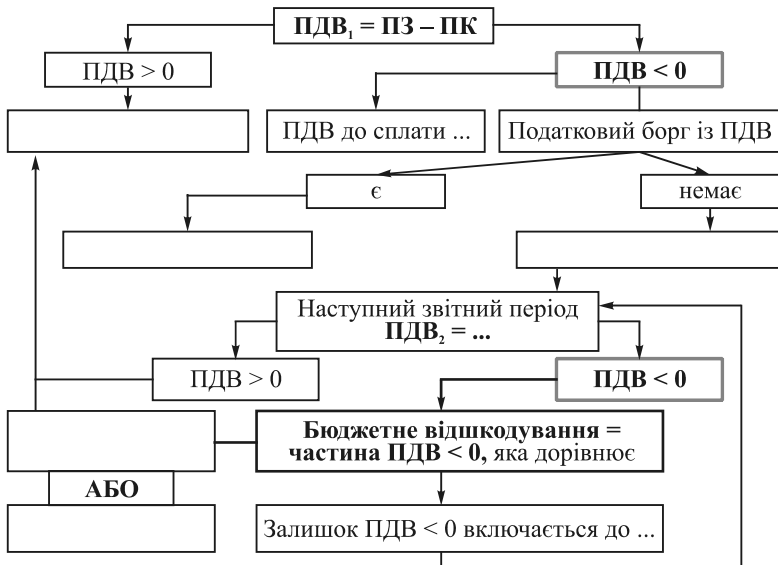 ПДВ₁ = ПЗ – ПК
ПДВ > 0
ПДВ < 0
ПДВ до сплати ...
Податковий борг із ПДВ
є
немає
Наступний звітний період
ПДВ₂ = ...
ПДВ > 0
ПДВ < 0
Бюджетне відшкодування =
частина ПДВ < 0, яка дорівнює
АБО
Залишок ПДВ < 0 включається до ...